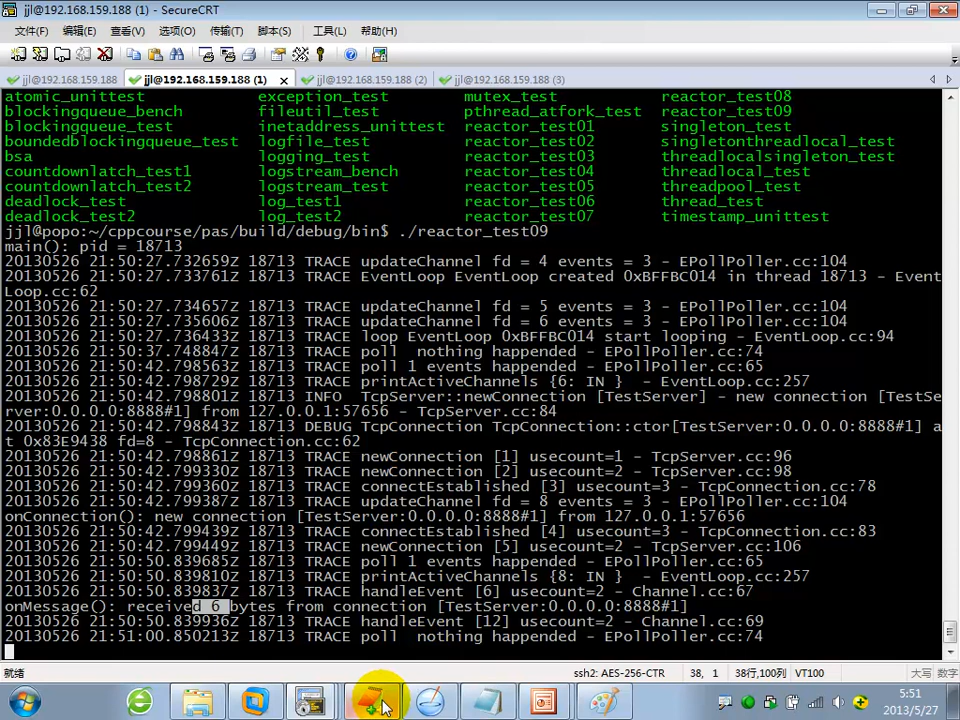 jjl@192.168.159.188 (1) - SecureCRT
文件(F) 编辑(E) 查看(V) 选项(O) 传输(T) 脚本(S) 工具(L) 帮助(H)
jjl@192.168.159.188 jjl@192.168.159.188 (1) jjl@192.168.159.188 (2) jjl@192.168.159.188 (3)
atomic_unittest exception_test mutex_test reactor_test08
blockingqueue_bench fileutil_test pthread_atfork_test reactor_test09
blockingqueue_test inetaddress_unittest reactor_test01 singleton_test
boundedblockingqueue_test logfile_test reactor_test02 singletonthreadlocal_test
bsa logging_test reactor_test03 threadlocalsingleton_test
countdownlatch_test1 logstream_bench reactor_test04 threadlocal_test
countdownlatch_test2 logstream_test reactor_test05 threadpool_test
deadlock_test log_test1 reactor_test06 thread_test
deadlock_test2 log_test2 reactor_test07 timestamp_unittest
jjl@popo:~/cppcourse/pas/build/debug/bin$ ./reactor_test09
main(): pid = 18713
20130526 21:50:27.732659Z 18713 TRACE updateChannel fd = 4 events = 3 - EPollPoller.cc:104
20130526 21:50:27.733761Z 18713 TRACE EventLoop EventLoop created 0xBFFBC014 in thread 18713 - Event
Loop.cc:62
20130526 21:50:27.734657Z 18713 TRACE updateChannel fd = 5 events = 3 - EPollPoller.cc:104
20130526 21:50:27.735606Z 18713 TRACE updateChannel fd = 6 events = 3 - EPollPoller.cc:104
20130526 21:50:27.736433Z 18713 TRACE loop EventLoop 0xBFFBC014 start looping - EventLoop.cc:94
20130526 21:50:37.748847Z 18713 TRACE poll  nothing happended - EPollPoller.cc:74
20130526 21:50:42.798563Z 18713 TRACE poll 1 events happended - EPollPoller.cc:65
20130526 21:50:42.798729Z 18713 TRACE printActiveChannels {6: IN }  - EventLoop.cc:257
20130526 21:50:42.798801Z 18713 INFO  TcpServer::newConnection [TestServer] - new connection [TestSe
rver:0.0.0.0:8888#1] from 127.0.0.1:57656 - TcpServer.cc:84
20130526 21:50:42.798843Z 18713 DEBUG TcpConnection TcpConnection::ctor[TestServer:0.0.0.0:8888#1] a
t 0x83E9438 fd=8 - TcpConnection.cc:62
20130526 21:50:42.798861Z 18713 TRACE newConnection [1] usecount=1 - TcpServer.cc:96
20130526 21:50:42.799330Z 18713 TRACE newConnection [2] usecount=2 - TcpServer.cc:98
20130526 21:50:42.799360Z 18713 TRACE connectEstablished [3] usecount=3 - TcpConnection.cc:78
20130526 21:50:42.799387Z 18713 TRACE updateChannel fd = 8 events = 3 - EPollPoller.cc:104
onConnection(): new connection [TestServer:0.0.0.0:8888#1] from 127.0.0.1:57656
20130526 21:50:42.799439Z 18713 TRACE connectEstablished [4] usecount=3 - TcpConnection.cc:83
20130526 21:50:42.799449Z 18713 TRACE newConnection [5] usecount=2 - TcpServer.cc:106
20130526 21:50:50.839685Z 18713 TRACE poll 1 events happended - EPollPoller.cc:65
20130526 21:50:50.839810Z 18713 TRACE printActiveChannels {8: IN }  - EventLoop.cc:257
20130526 21:50:50.839837Z 18713 TRACE handleEvent [6] usecount=2 - Channel.cc:67
onMessage(): received 6 bytes from connection [TestServer:0.0.0.0:8888#1]
20130526 21:50:50.839936Z 18713 TRACE handleEvent [12] usecount=2 - Channel.cc:69
20130526 21:51:00.850213Z 18713 TRACE poll  nothing happended - EPollPoller.cc:74
就绪 ssh2: AES-256-CTR 38, 1 38行,100列 VT100 大写 数字
5:51
2013/5/27